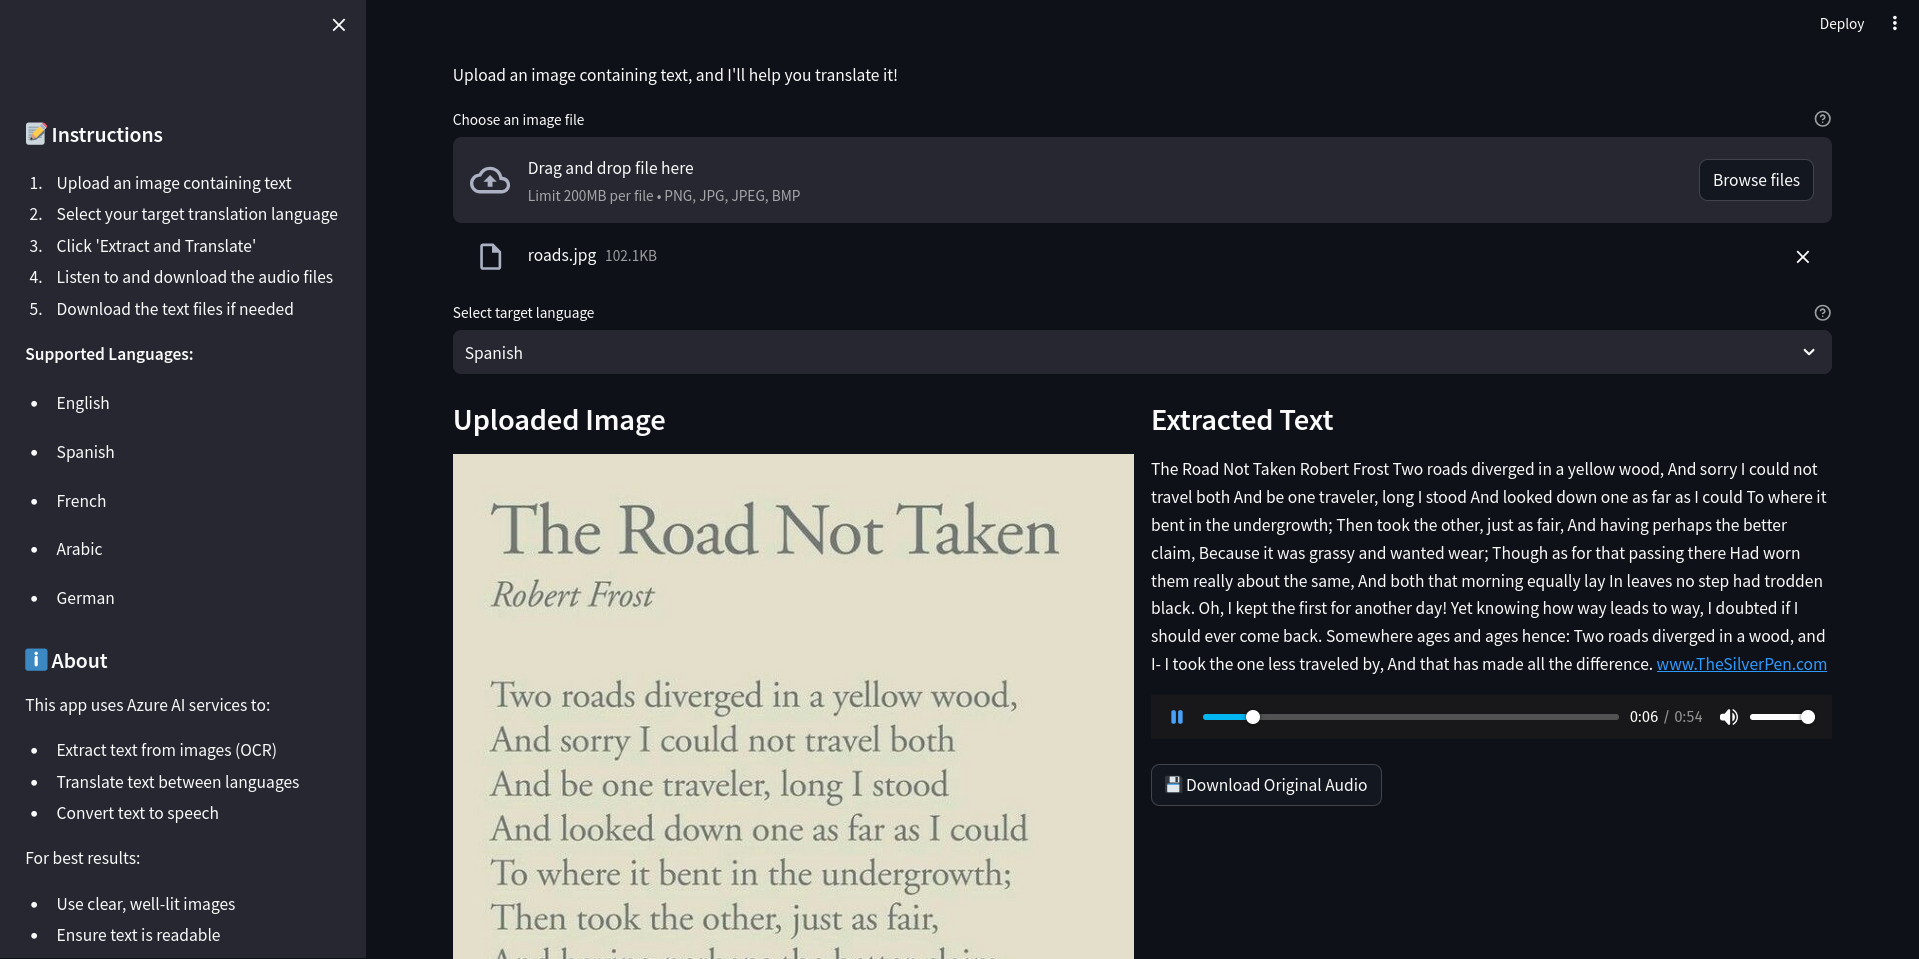 Deploy
📝 Instructions
1. Upload an image containing text
2. Select your target translation language
3. Click 'Extract and Translate'
4. Listen to and download the audio files
5. Download the text files if needed
Supported Languages:
• English
• Spanish
• French
• Arabic
• German
ℹ️ About
This app uses Azure AI services to:
• Extract text from images (OCR)
• Translate text between languages
• Convert text to speech
For best results:
• Use clear, well-lit images
• Ensure text is readable
Upload an image containing text, and I'll help you translate it!
Choose an image file
Drag and drop file here
Limit 200MB per file • PNG, JPG, JPEG, BMP
Browse files
roads.jpg 102.1KB
Select target language
Spanish
Uploaded Image
The Road Not Taken
Robert Frost
Two roads diverged in a yellow wood,
And sorry I could not travel both
And be one traveler, long I stood
And looked down one as far as I could
To where it bent in the undergrowth;
Then took the other, just as fair,
Extracted Text
The Road Not Taken Robert Frost Two roads diverged in a yellow wood, And sorry I could not
travel both And be one traveler, long I stood And looked down one as far as I could To where it
bent in the undergrowth; Then took the other, just as fair, And having perhaps the better
claim, Because it was grassy and wanted wear; Though as for that passing there Had worn
them really about the same, And both that morning equally lay In leaves no step had trodden
black. Oh, I kept the first for another day! Yet knowing how way leads to way, I doubted if I
should ever come back. Somewhere ages and ages hence: Two roads diverged in a wood, and
I- I took the one less traveled by, And that has made all the difference. www.TheSilverPen.com
0:06 / 0:54
💾 Download Original Audio